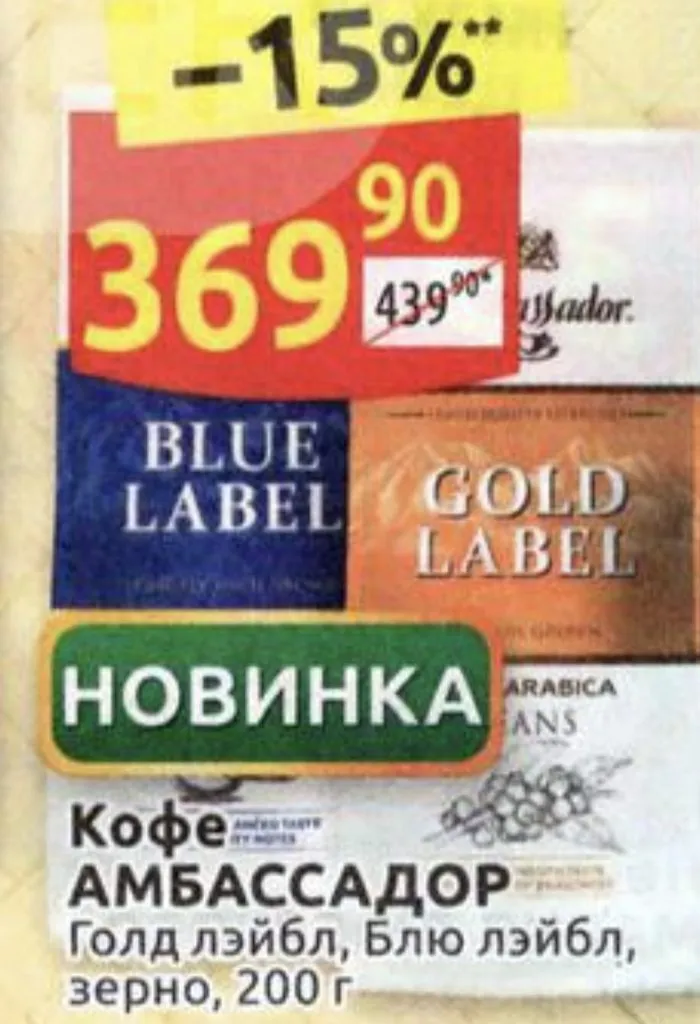 –15%**
369 90
439 90*
ssador.
BLUE
LABEL
GOLD
LABEL
НОВИНКА
ARABICA
ANS
Кофе
АМБАССАДОР
Голд лэйбл, Блю лэйбл,
зерно, 200 г